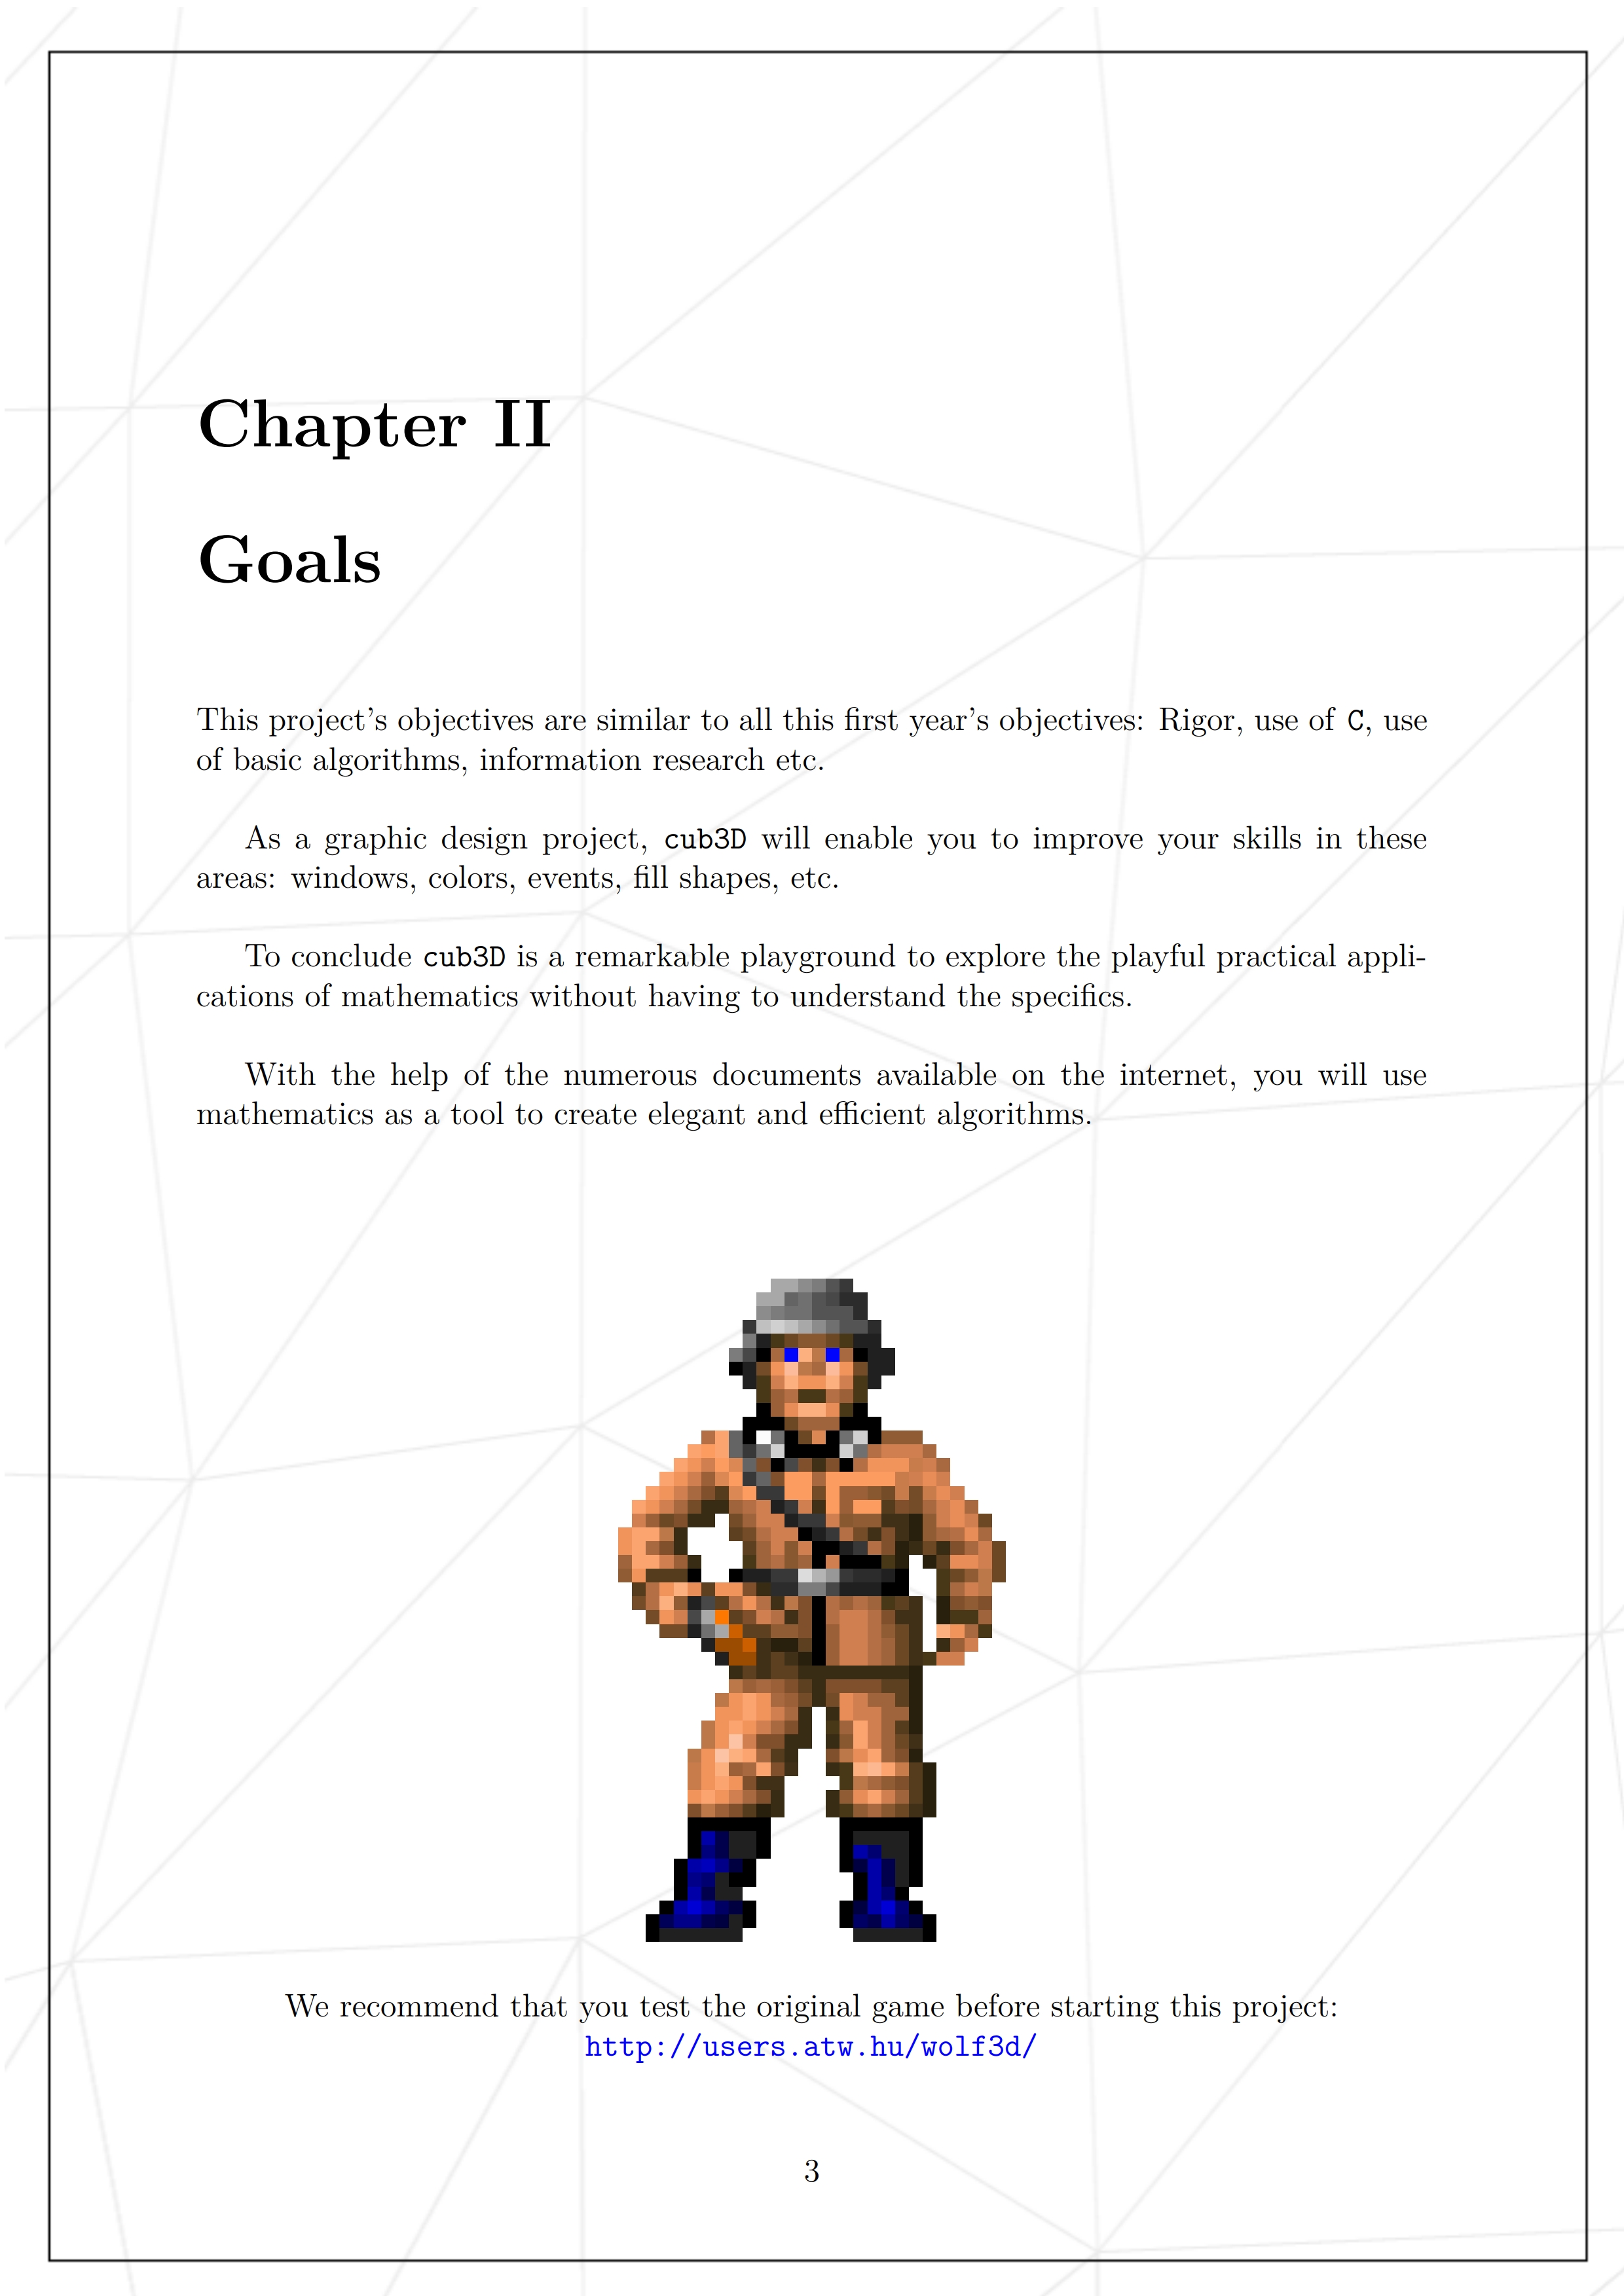 Chapter II
Goals
This project's objectives are similar to all this first year's objectives: Rigor, use of C, use
of basic algorithms, information research etc.
As a graphic design project, cub3D will enable you to improve your skills in these
areas: windows, colors, events, fill shapes, etc.
To conclude cub3D is a remarkable playground to explore the playful practical appli-
cations of mathematics without having to understand the specifics.
With the help of the numerous documents available on the internet, you will use
mathematics as a tool to create elegant and efficient algorithms.
We recommend that you test the original game before starting this project:
http://users.atw.hu/wolf3d/
3